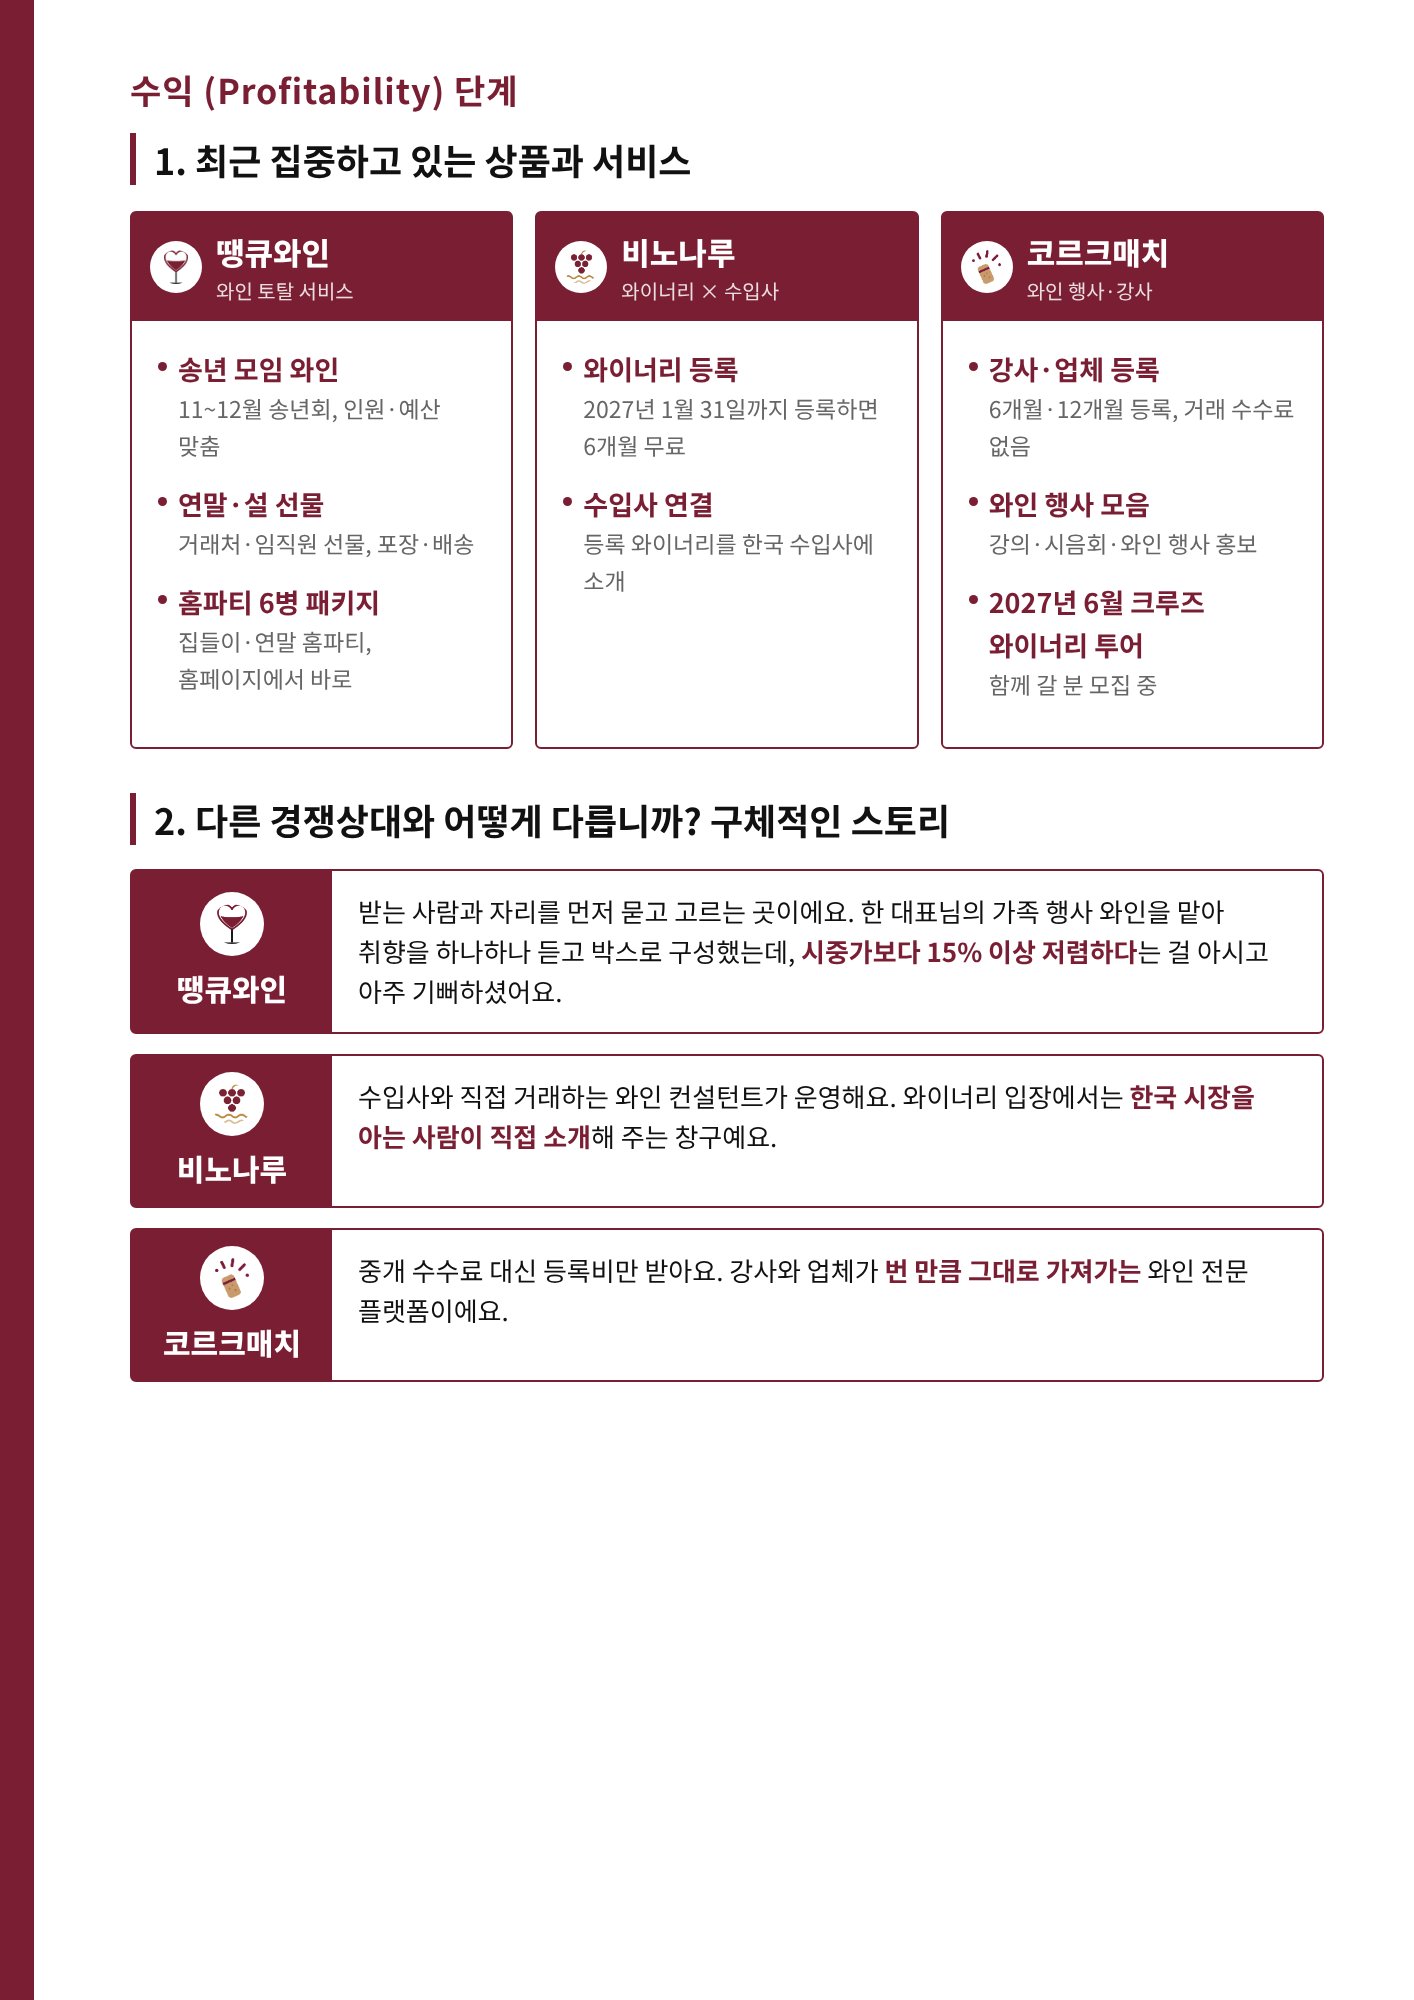 수익 (Profitability) 단계
1. 최근 집중하고 있는 상품과 서비스
땡큐와인
와인 토탈 서비스
• 송년 모임 와인
11~12월 송년회, 인원·예산
맞춤
• 연말·설 선물
거래처·임직원 선물, 포장·배송
• 홈파티 6병 패키지
집들이·연말 홈파티,
홈페이지에서 바로
비노나루
와이너리 × 수입사
• 와이너리 등록
2027년 1월 31일까지 등록하면
6개월 무료
• 수입사 연결
등록 와이너리를 한국 수입사에
소개
코르크매치
와인 행사·강사
• 강사·업체 등록
6개월·12개월 등록, 거래 수수료
없음
• 와인 행사 모음
강의·시음회·와인 행사 홍보
• 2027년 6월 크루즈
와이너리 투어
함께 갈 분 모집 중
2. 다른 경쟁상대와 어떻게 다릅니까? 구체적인 스토리
땡큐와인
받는 사람과 자리를 먼저 묻고 고르는 곳이에요. 한 대표님의 가족 행사 와인을 맡아
취향을 하나하나 듣고 박스로 구성했는데, 시중가보다 15% 이상 저렴하다는 걸 아시고
아주 기뻐하셨어요.
비노나루
수입사와 직접 거래하는 와인 컨설턴트가 운영해요. 와이너리 입장에서는 한국 시장을
아는 사람이 직접 소개해 주는 창구예요.
코르크매치
중개 수수료 대신 등록비만 받아요. 강사와 업체가 번 만큼 그대로 가져가는 와인 전문
플랫폼이에요.